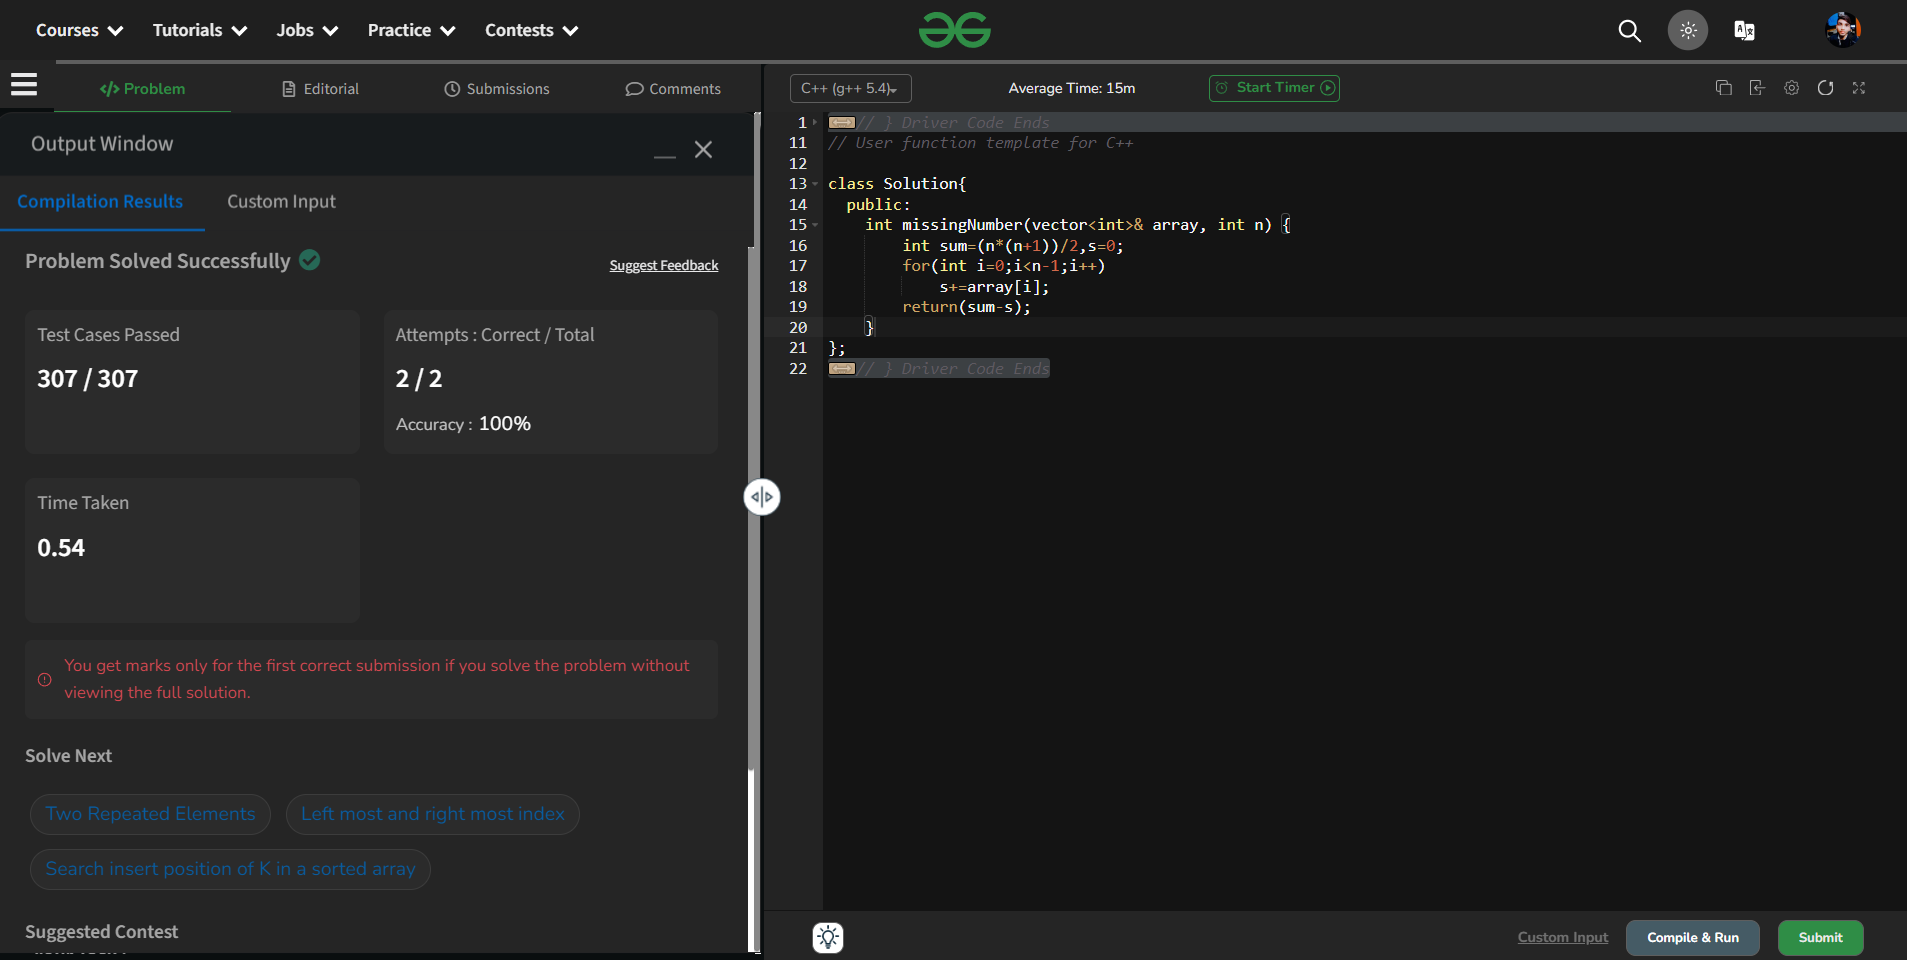 Courses Tutorials Jobs Practice Contests
</> Problem Editorial Submissions Comments
Output Window
Compilation Results Custom Input
Problem Solved Successfully
Suggest Feedback
Test Cases Passed
307 / 307
Attempts : Correct / Total
2 / 2
Accuracy : 100%
Time Taken
0.54
You get marks only for the first correct submission if you solve the problem without
viewing the full solution.
Solve Next
Two Repeated Elements Left most and right most index
Search insert position of K in a sorted array
Suggested Contest
C++ (g++ 5.4) Average Time: 15m Start Timer
1 // } Driver Code Ends
11 // User function template for C++
12
13 class Solution{
14 public:
15 int missingNumber(vector<int>& array, int n) {
16 int sum=(n*(n+1))/2,s=0;
17 for(int i=0;i<n-1;i++)
18 s+=array[i];
19 return(sum-s);
20 }
21 };
22 // } Driver Code Ends
Custom Input Compile & Run Submit